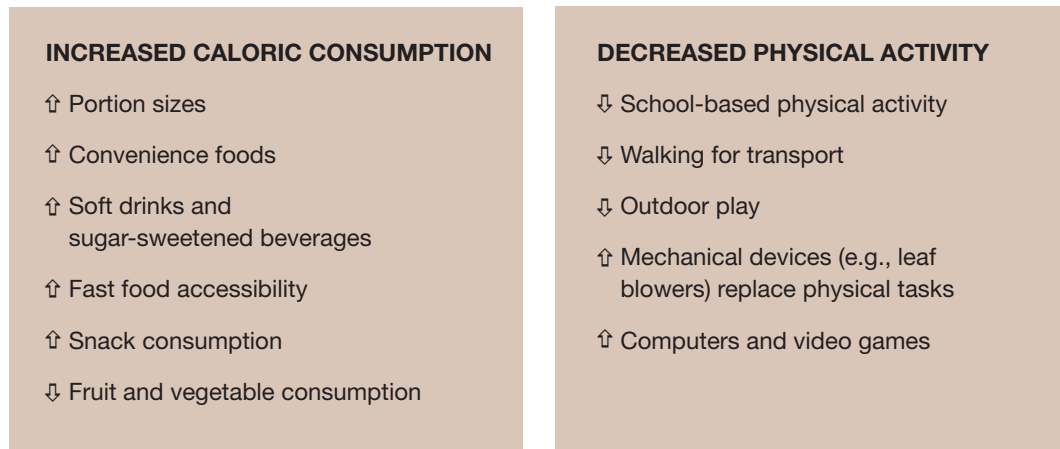 INCREASED CALORIC CONSUMPTION
⇧ Portion sizes
⇧ Convenience foods
⇧ Soft drinks and
sugar-sweetened beverages
⇧ Fast food accessibility
⇧ Snack consumption
⇩ Fruit and vegetable consumption
DECREASED PHYSICAL ACTIVITY
⇩ School-based physical activity
⇩ Walking for transport
⇩ Outdoor play
⇧ Mechanical devices (e.g., leaf
blowers) replace physical tasks
⇧ Computers and video games